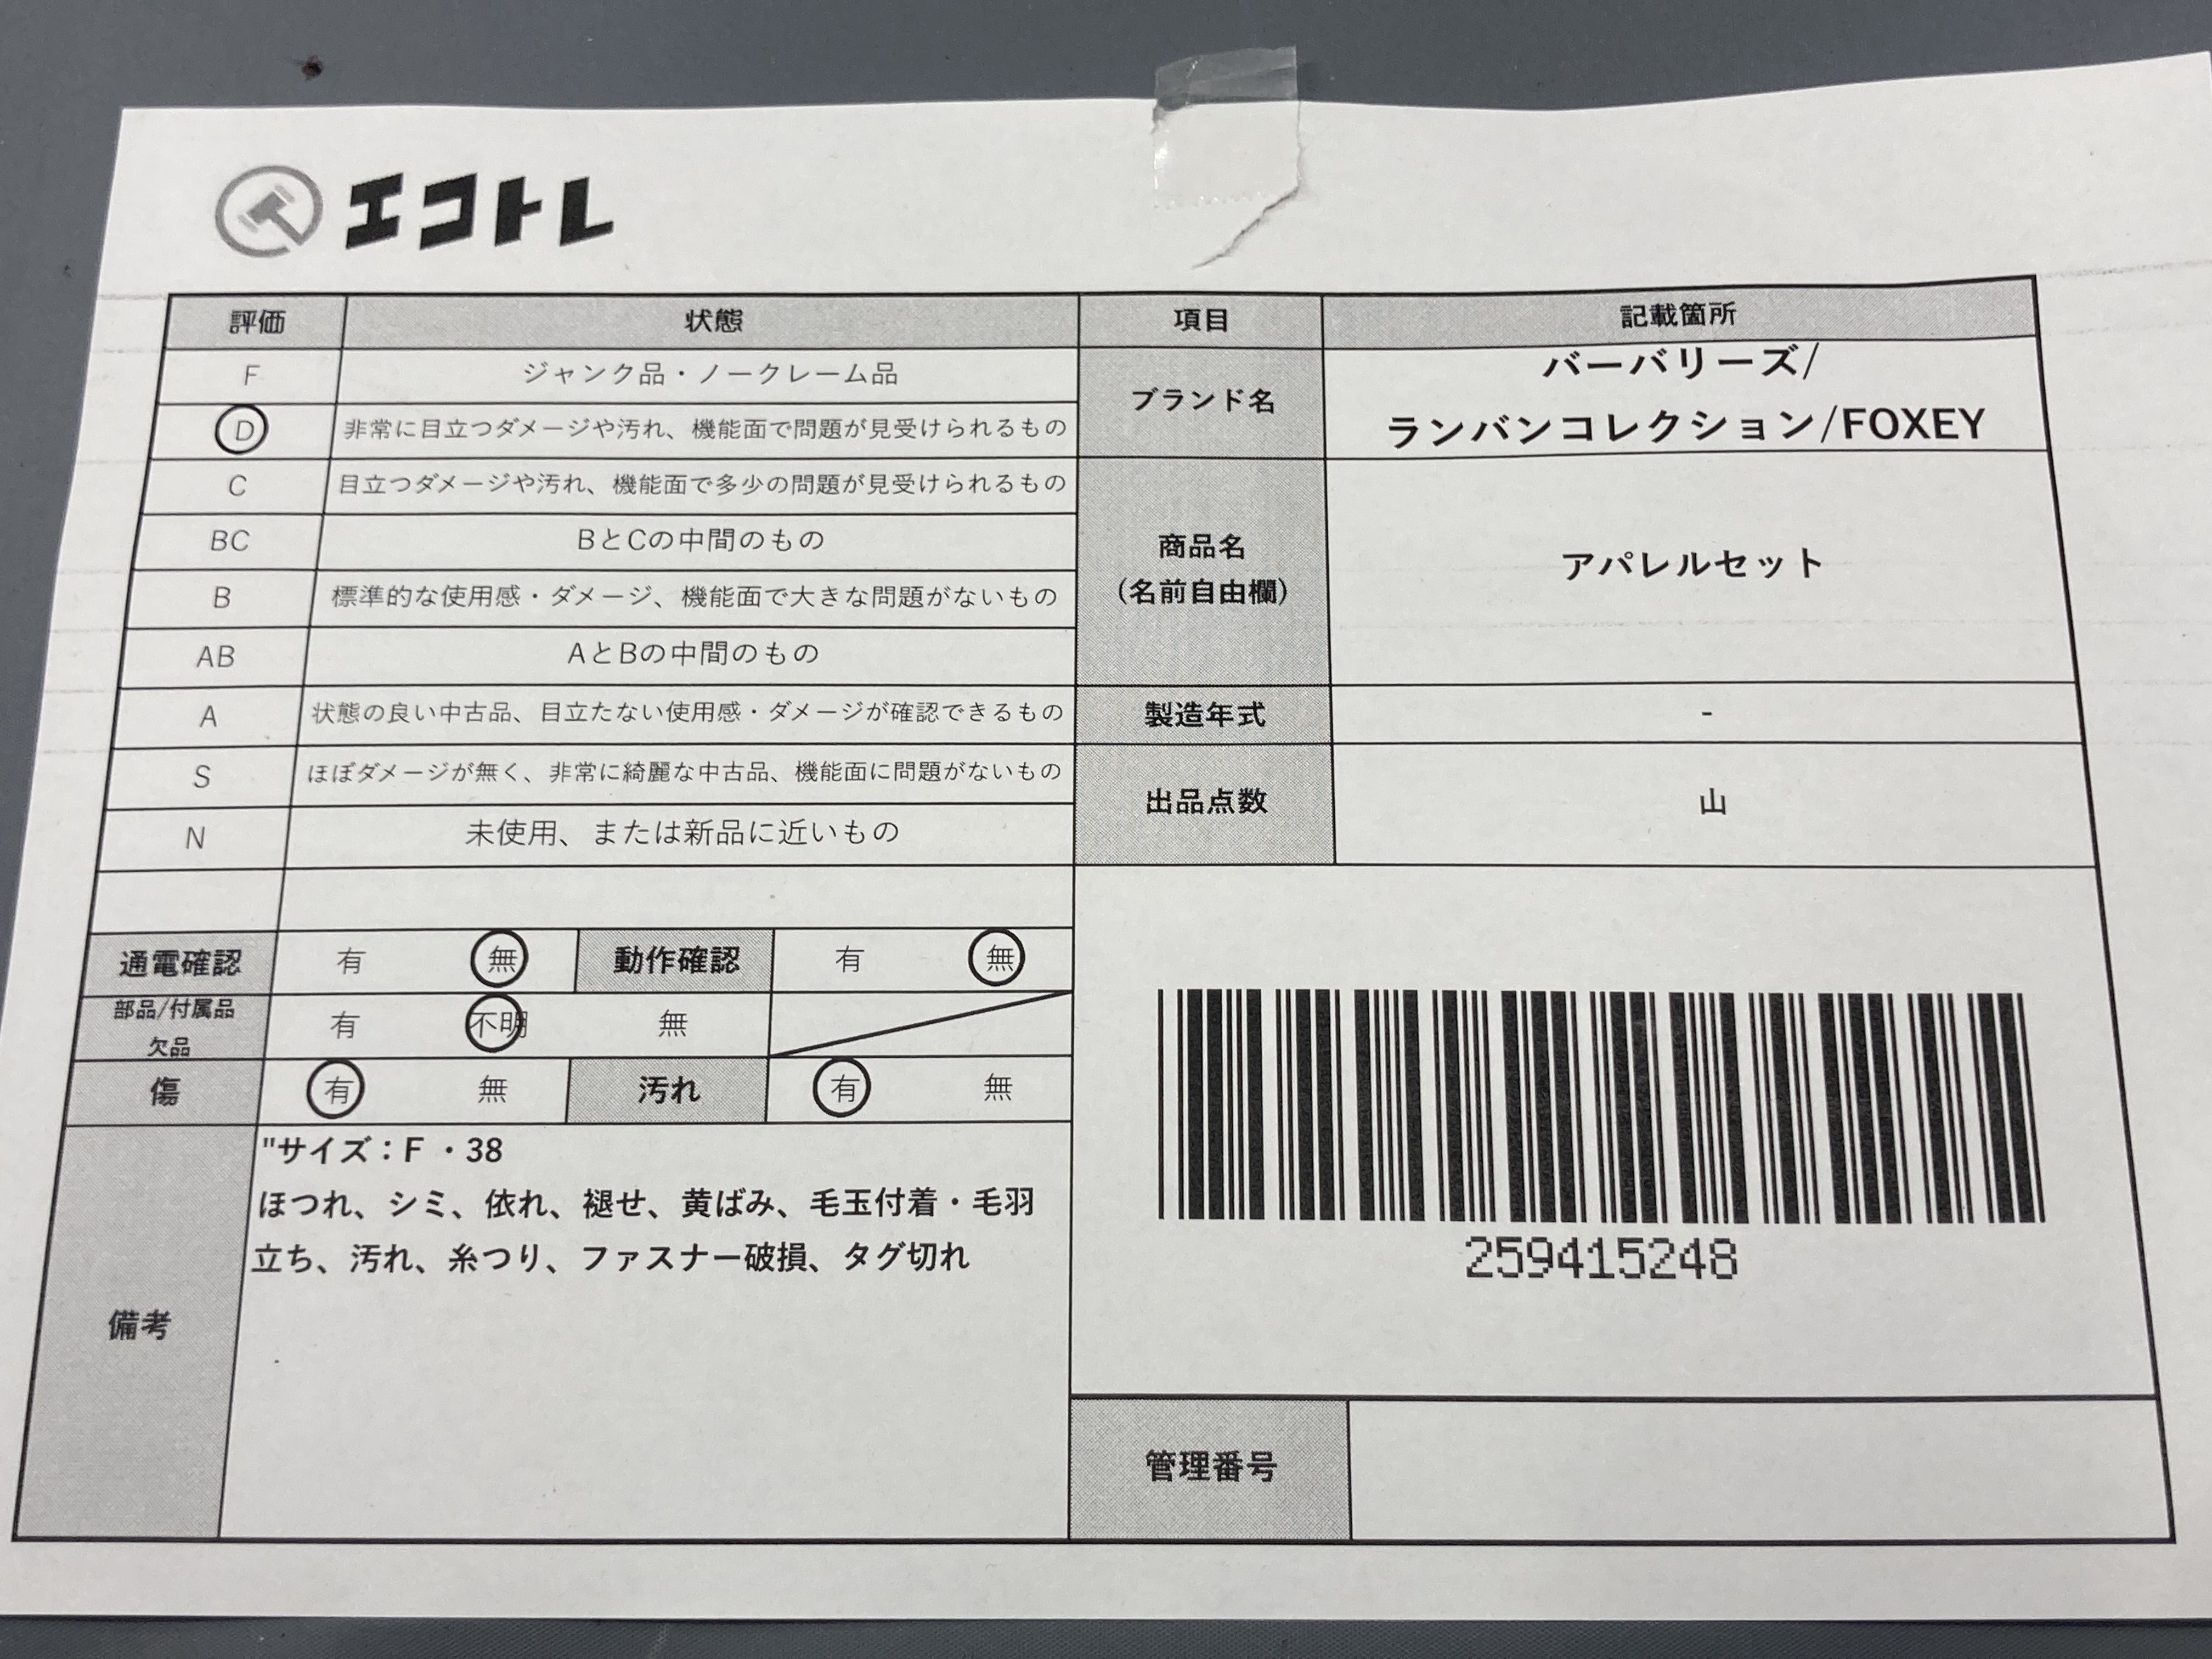 エコトレ
評価 状態 項目 記載箇所
F ジャンク品・ノークレーム品
D 非常に目立つダメージや汚れ、機能面で問題が見受けられるもの
C 目立つダメージや汚れ、機能面で多少の問題が見受けられるもの
BC BとCの中間のもの
B 標準的な使用感・ダメージ、機能面で大きな問題がないもの
AB AとBの中間のもの
A 状態の良い中古品、目立たない使用感・ダメージが確認できるもの
S ほぼダメージが無く、非常に綺麗な中古品、機能面に問題がないもの
N 未使用、または新品に近いもの
ブランド名
バーバリーズ/
ランバンコレクション/FOXEY
商品名
(名前自由欄)
アパレルセット
製造年式 -
出品点数 山
通電確認 有 無 動作確認 有 無
部品/付属品
欠品
有 不明 無
傷 有 無 汚れ 有 無
備考
"サイズ：F ・38
ほつれ、シミ、依れ、褪せ、黄ばみ、毛玉付着・毛羽
立ち、汚れ、糸つり、ファスナー破損、タグ切れ
259415248
管理番号